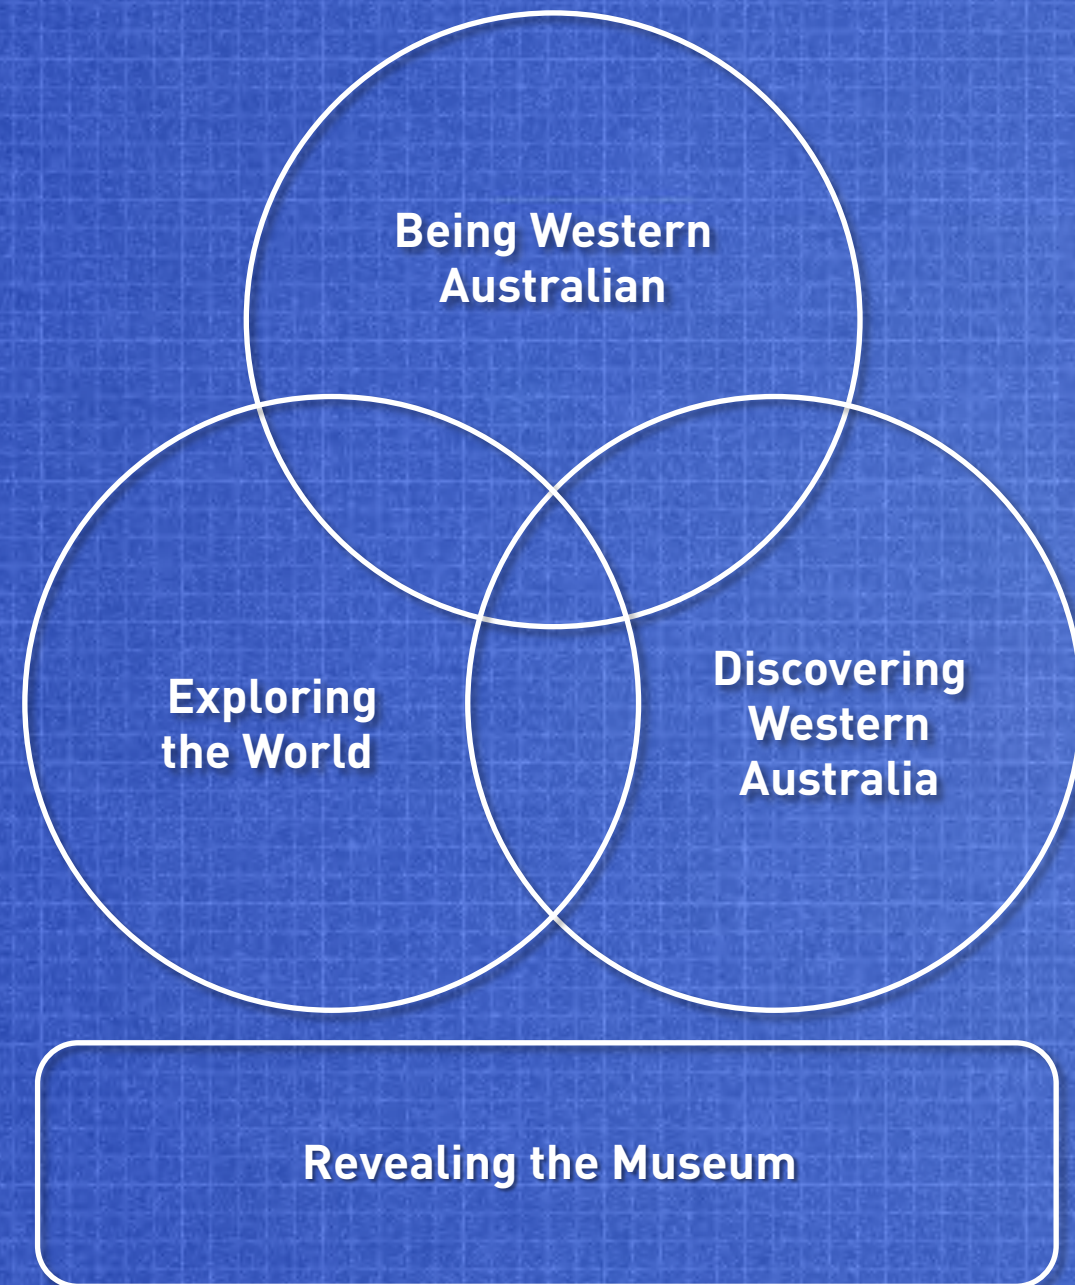 Being Western
Australian
Exploring
the World
Discovering
Western
Australia
Revealing the Museum